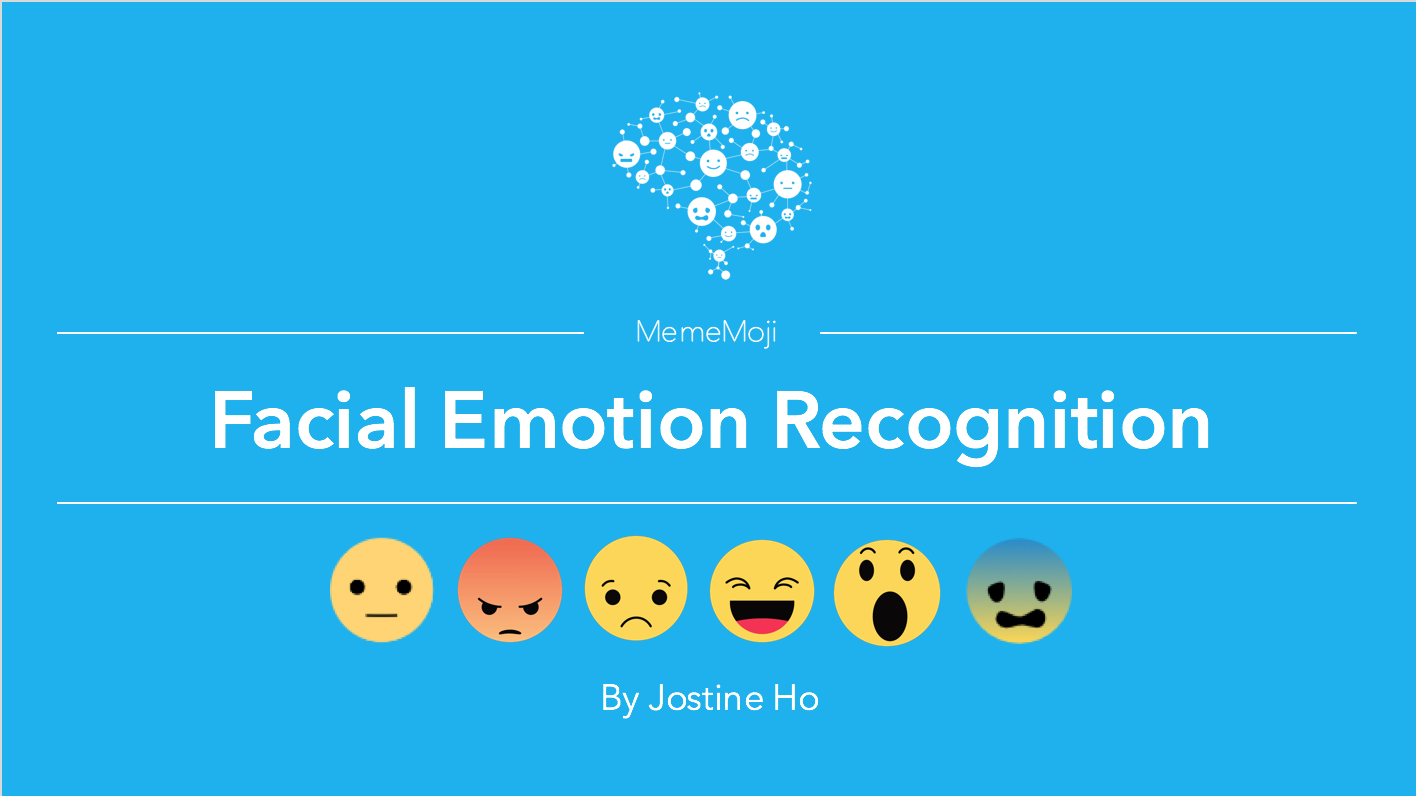 MemeMoji
Facial Emotion Recognition
By Jostine Ho